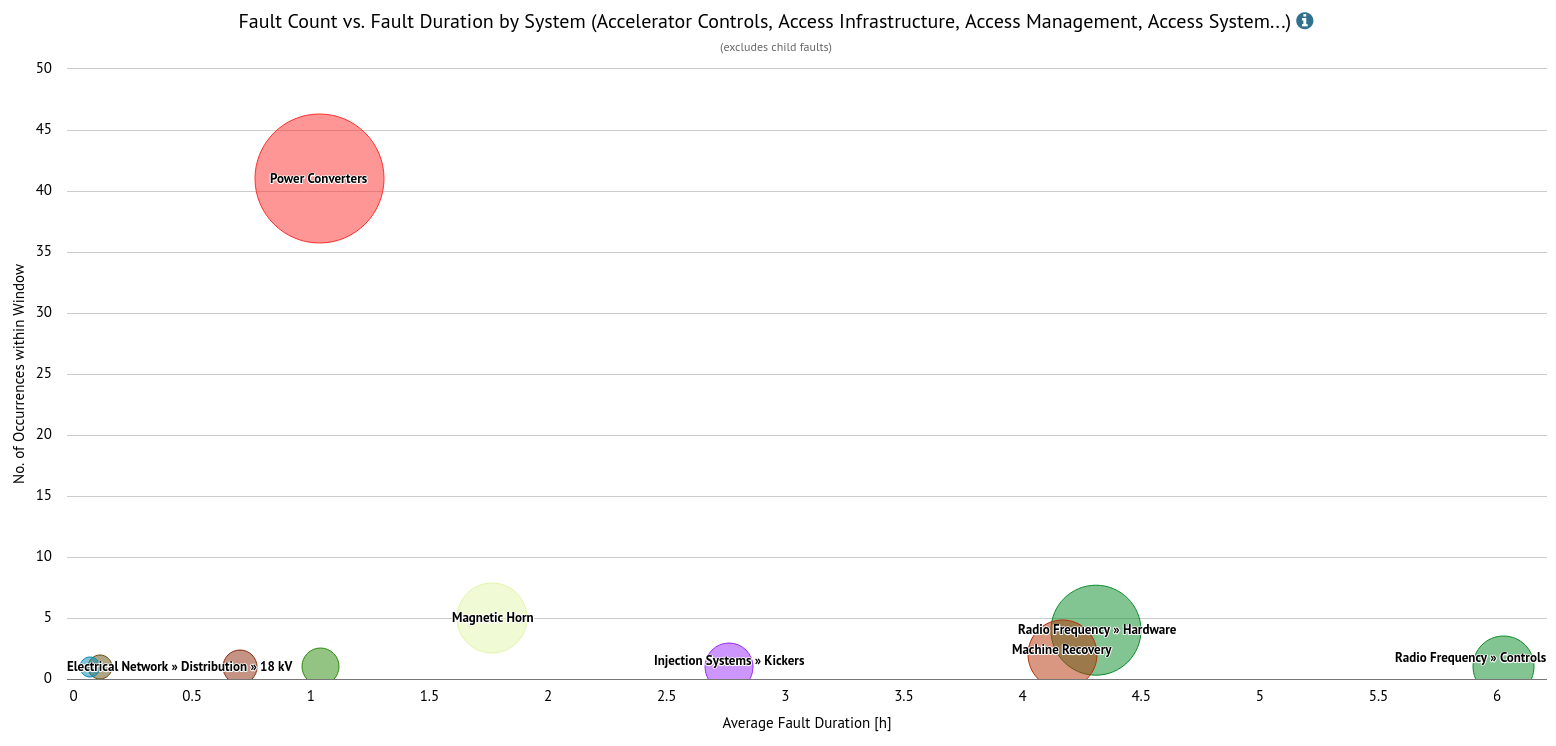 Fault Count vs. Fault Duration by System (Accelerator Controls, Access Infrastructure, Access Management, Access System...)
(excludes child faults)
No. of Occurrences within Window
50
45
40
35
30
25
20
15
10
5
0
Power Converters
Magnetic Horn
Radio Frequency » Hardware
Machine Recovery
Radio Frequency » Controls
Injection Systems » Kickers
Electrical Network » Distribution » 18 kV
0 0.5 1 1.5 2 2.5 3 3.5 4 4.5 5 5.5 6
Average Fault Duration [h]